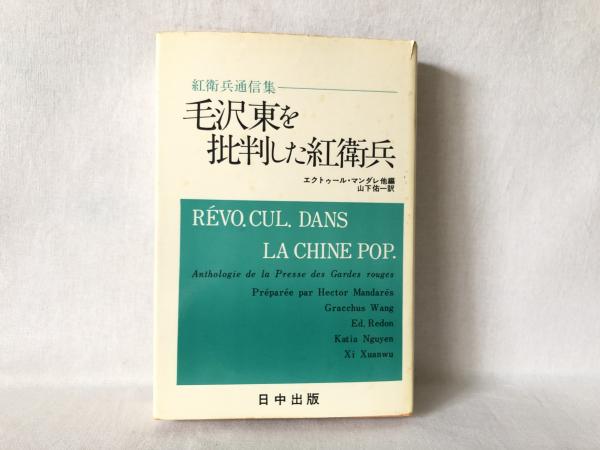 紅衛兵通信集
毛沢東を
批判した紅衛兵
エクトゥール・マンダレ他編
山下佑一訳
RÉVO. CUL. DANS
LA CHINE POP.
Anthologie de la Presse des Gardes rouges
Préparée par Hector Mandarès
Gracchus Wang
Ed. Redon
Katia Nguyen
Xi Xuanwu
日中出版